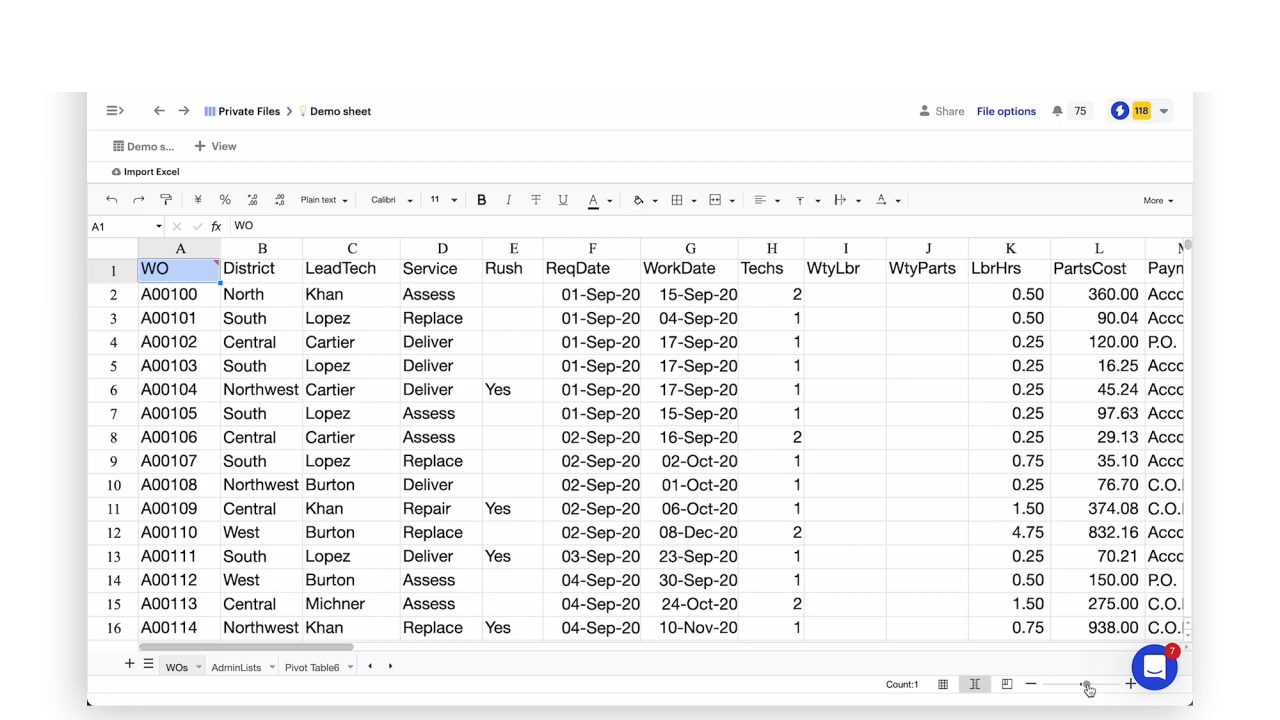 Private Files > Demo sheet Share File options 75 118
Demo s... + View
Import Excel
¥ % Plain text Calibri 11 B I T U A More
A1 fx WO
A B C D E F G H I J K L M
1 WO District LeadTech Service Rush ReqDate WorkDate Techs WtyLbr WtyParts LbrHrs PartsCost Paym
2 A00100 North Khan Assess 01-Sep-20 15-Sep-20 2 0.50 360.00 Acco
3 A00101 South Lopez Replace 01-Sep-20 04-Sep-20 1 0.50 90.04 Acco
4 A00102 Central Cartier Deliver 01-Sep-20 17-Sep-20 1 0.25 120.00 P.O.
5 A00103 South Lopez Deliver 01-Sep-20 17-Sep-20 1 0.25 16.25 Acco
6 A00104 Northwest Cartier Deliver Yes 01-Sep-20 17-Sep-20 1 0.25 45.24 Acco
7 A00105 South Lopez Assess 01-Sep-20 15-Sep-20 1 0.25 97.63 Acco
8 A00106 Central Cartier Assess 02-Sep-20 16-Sep-20 2 0.25 29.13 Acco
9 A00107 South Lopez Replace 02-Sep-20 02-Oct-20 1 0.75 35.10 Acco
10 A00108 Northwest Burton Deliver 02-Sep-20 01-Oct-20 1 0.25 76.70 C.O.
11 A00109 Central Khan Repair Yes 02-Sep-20 06-Oct-20 1 1.50 374.08 C.O.
12 A00110 West Burton Replace 02-Sep-20 08-Dec-20 2 4.75 832.16 Acco
13 A00111 South Lopez Deliver Yes 03-Sep-20 23-Sep-20 1 0.25 70.21 Acco
14 A00112 West Burton Assess 04-Sep-20 30-Sep-20 1 0.50 150.00 P.O.
15 A00113 Central Michner Assess 04-Sep-20 24-Oct-20 2 1.50 275.00 C.O.
16 A00114 Northwest Khan Replace Yes 04-Sep-20 10-Nov-20 1 0.75 938.00 C.O.
+ WOs AdminLists Pivot Table6 7
Count:1